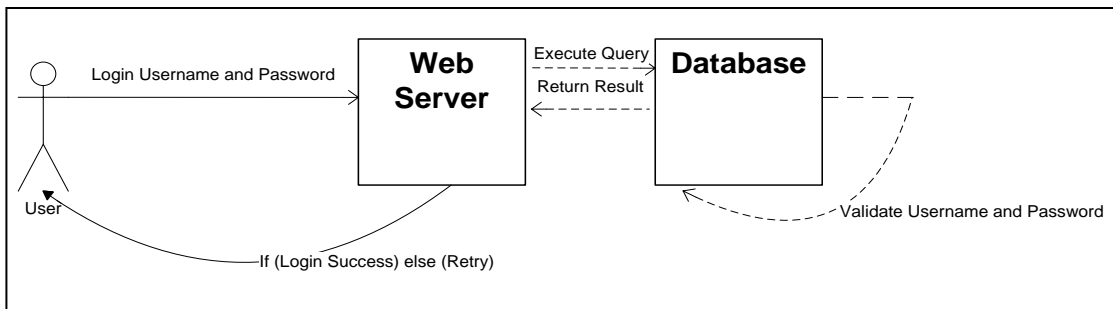 Login Username and Password
Web
Server
Execute Query
Return Result
Database
User
Validate Username and Password
If (Login Success) else (Retry)